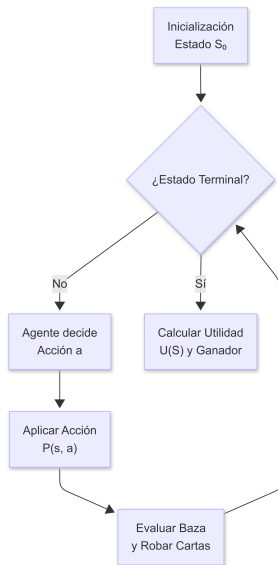 Inicialización
Estado S₀
¿Estado Terminal?
No
Sí
Agente decide
Acción a
Calcular Utilidad
U(S) y Ganador
Aplicar Acción
P(s, a)
Evaluar Baza
y Robar Cartas